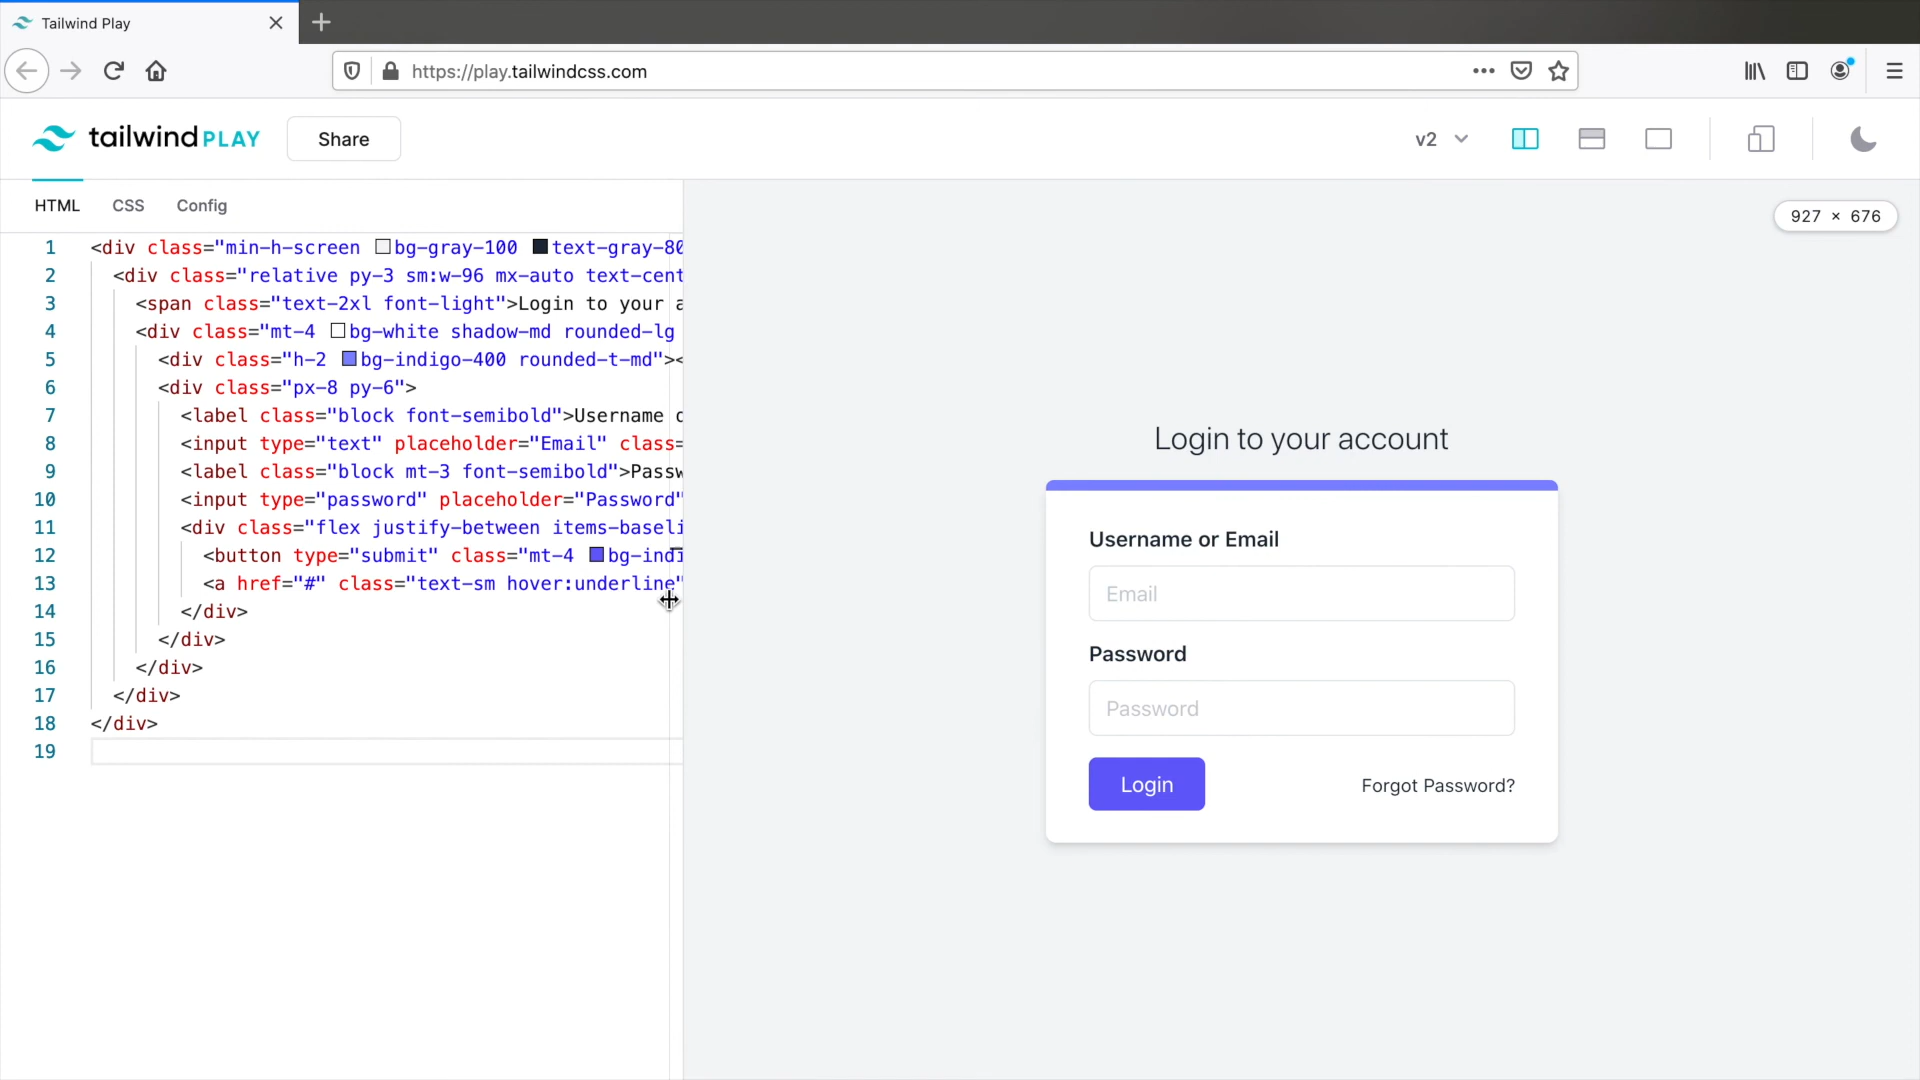 Tailwind Play
https://play.tailwindcss.com
tailwind PLAY
Share
v2
HTML CSS Config
927 × 676
1 <div class="min-h-screen bg-gray-100 text-gray-80
2 <div class="relative py-3 sm:w-96 mx-auto text-cent
3 <span class="text-2xl font-light">Login to your a
4 <div class="mt-4 bg-white shadow-md rounded-lg
5 <div class="h-2 bg-indigo-400 rounded-t-md"><
6 <div class="px-8 py-6">
7 <label class="block font-semibold">Username o
8 <input type="text" placeholder="Email" class=
9 <label class="block mt-3 font-semibold">Passw
10 <input type="password" placeholder="Password"
11 <div class="flex justify-between items-baseli
12 <button type="submit" class="mt-4 bg-indi
13 <a href="#" class="text-sm hover:underline"
14 </div>
15 </div>
16 </div>
17 </div>
18 </div>
19
Login to your account
Username or Email
Email
Password
Password
Login
Forgot Password?